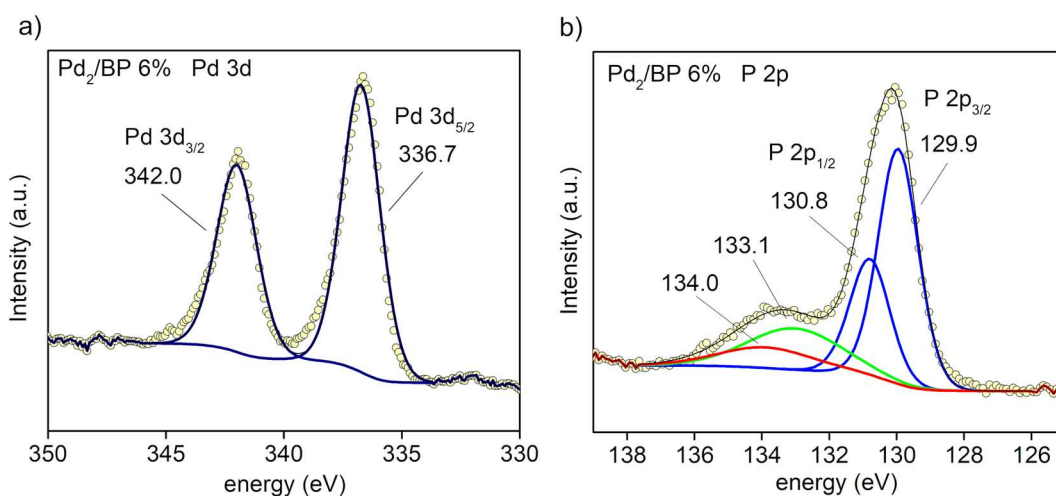 a)
Pd₂/BP 6% Pd 3d
Pd 3d₃/₂
342.0
Pd 3d₅/₂
336.7
Intensity (a.u.)
350 345 340 335 330
energy (eV)
b)
Pd₂/BP 6% P 2p
P 2p₃/₂
129.9
P 2p₁/₂
130.8
133.1
134.0
Intensity (a.u.)
138 136 134 132 130 128 126
energy (eV)